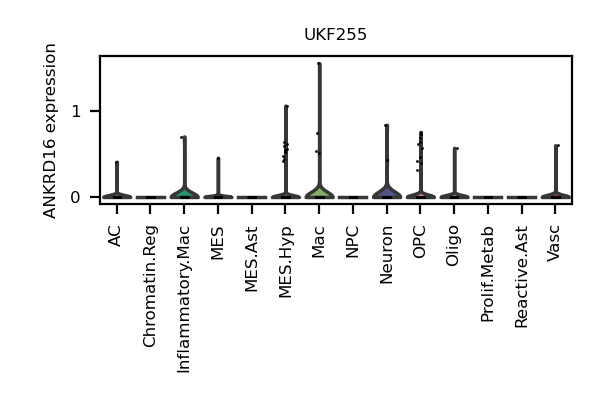 UKF255
ANKRD16 expression
1
0
AC
Chromatin.Reg
Inflammatory.Mac
MES
MES.Ast
MES.Hyp
Mac
NPC
Neuron
OPC
Oligo
Prolif.Metab
Reactive.Ast
Vasc